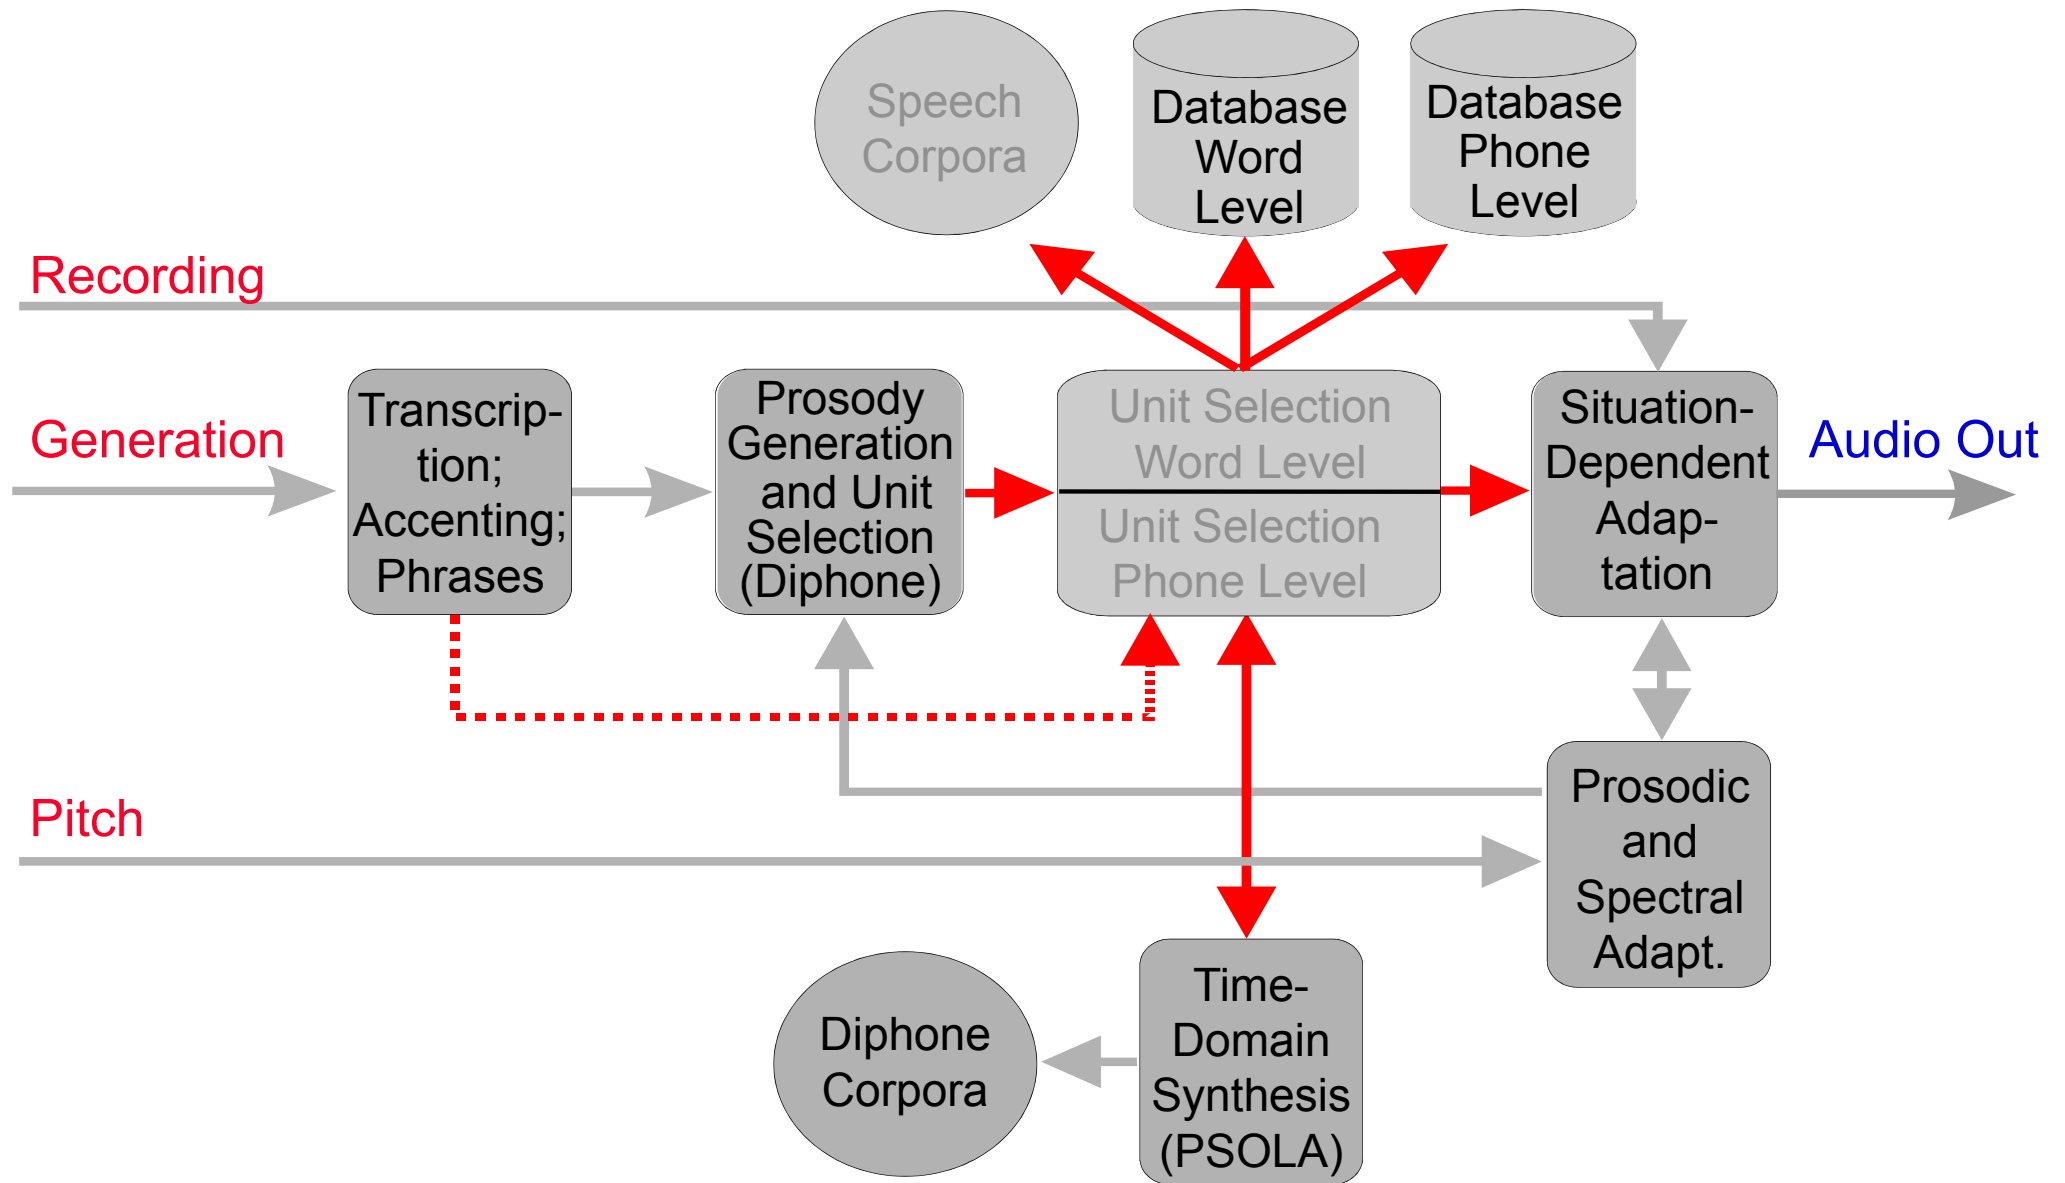 Speech
Corpora
Database
Word
Level
Database
Phone
Level
Recording
Generation
Transcrip-
tion;
Accenting;
Phrases
Prosody
Generation
and Unit
Selection
(Diphone)
Unit Selection
Word Level
Unit Selection
Phone Level
Situation-
Dependent
Adap-
tation
Audio Out
Pitch
Prosodic
and
Spectral
Adapt.
Diphone
Corpora
Time-
Domain
Synthesis
(PSOLA)